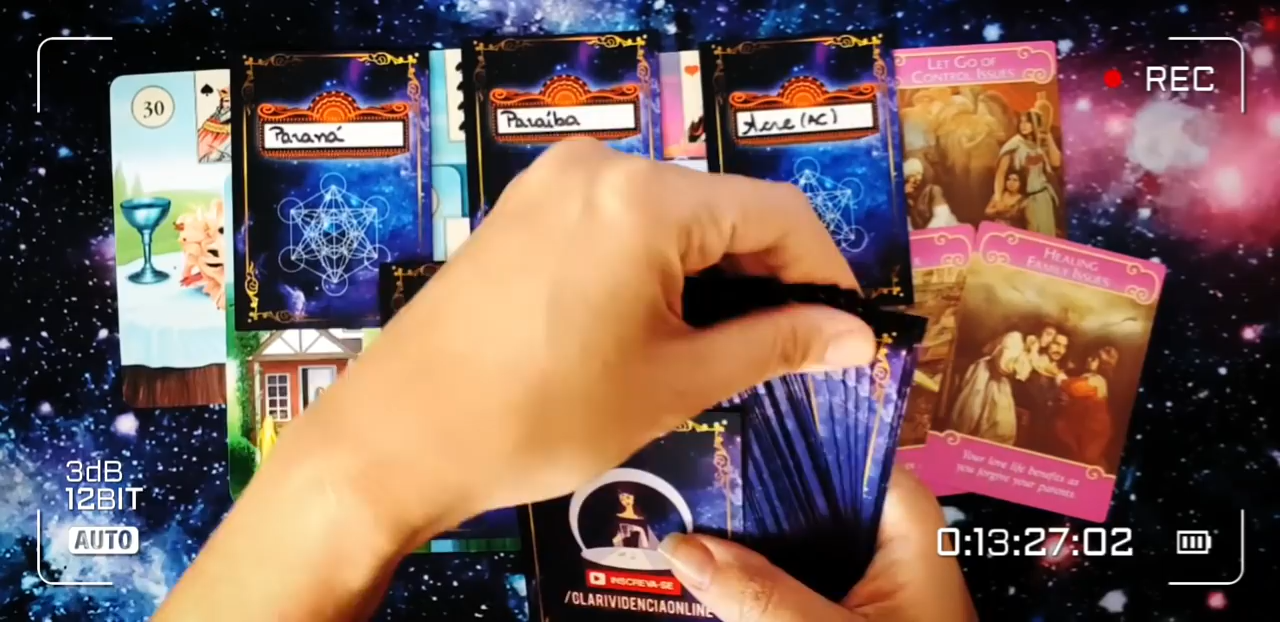 30
Paraná
Paraíba
Acre (AC)
LET GO OF
CONTROL ISSUES
REC
HEALING
FAMILY ISSUES
Your love life benefits as
you forgive your parents.
3dB
12BIT
AUTO
INSCREVA-SE
/CLARIVIDENCIAONLINE
0:13:27:02